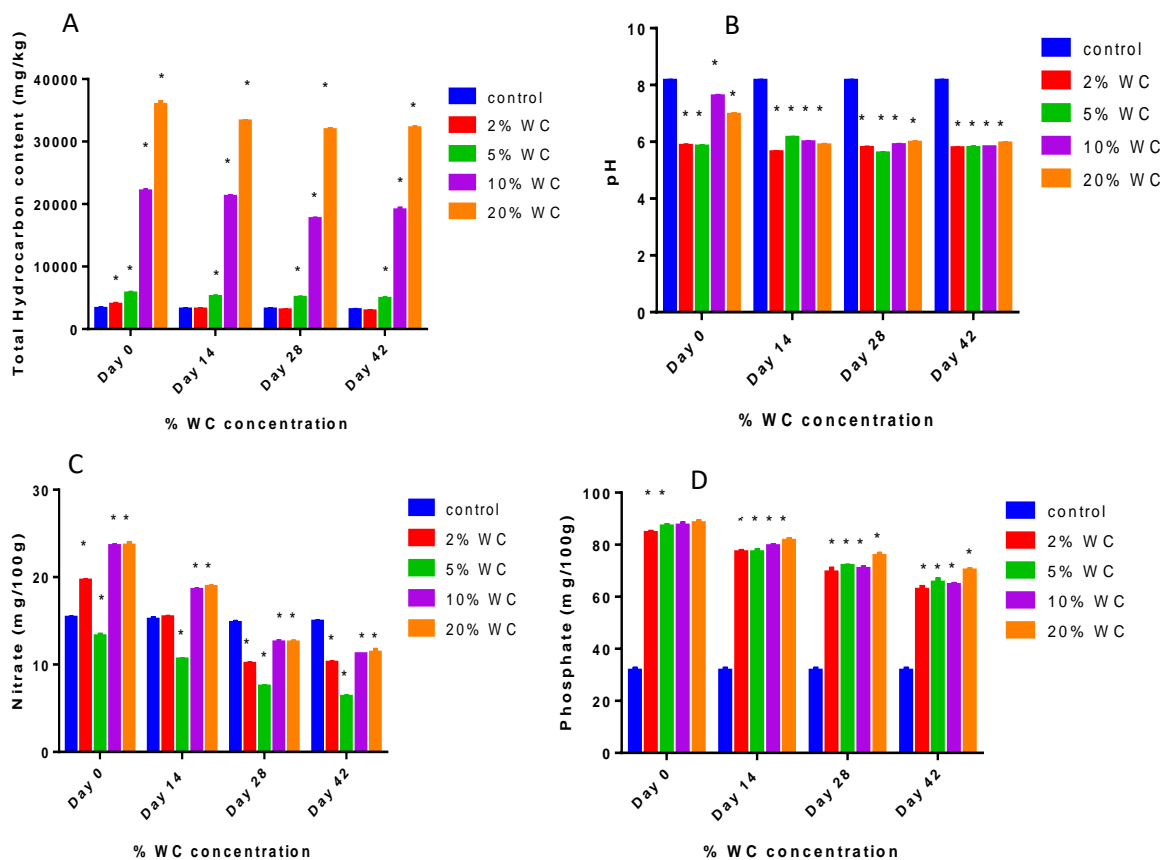 A
Total Hydrocarbon content (mg/kg)
40000
30000
20000
10000
0
* * * * *
* * *
* * *
* * *
Day 0
Day 14
Day 28
Day 42
% WC concentration
control
2% WC
5% WC
10% WC
20% WC
B
pH
10
8
6
4
2
0
* * * *
* * * *
* * * *
* * * *
Day 0
Day 14
Day 28
Day 42
% WC concentration
control
2% WC
5% WC
10% WC
20% WC
C
Nitrate (mg/100g)
30
20
10
0
* * * *
* * *
* * * *
* * * *
Day 0
Day 14
Day 28
Day 42
% WC concentration
control
2% WC
5% WC
10% WC
20% WC
D
Phosphate (mg/100g)
100
80
60
40
20
0
* *
* * * *
* * * *
* * * *
Day 0
Day 14
Day 28
Day 42
% WC concentration
control
2% WC
5% WC
10% WC
20% WC